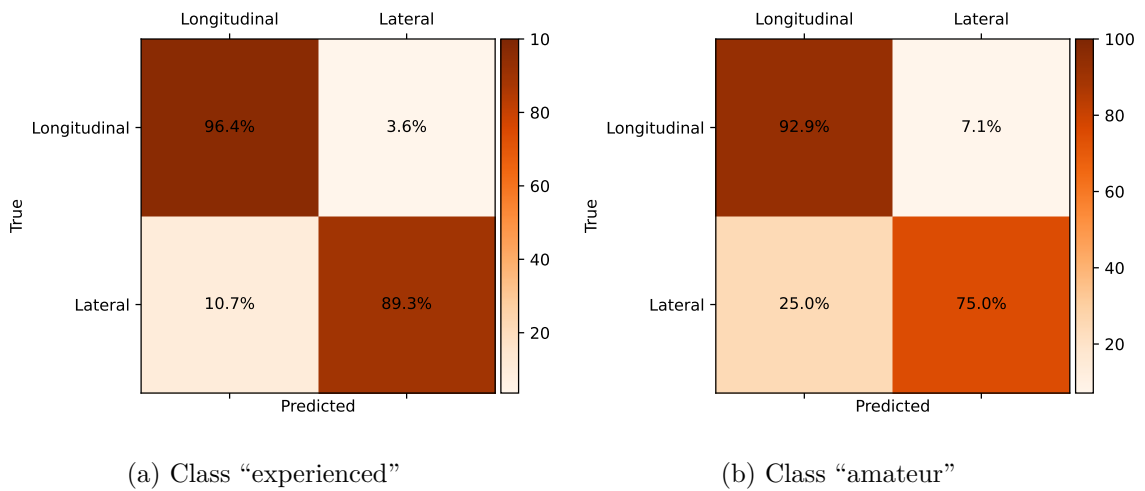 Longitudinal Lateral
10
80
60
40
20
True
Longitudinal
96.4% 3.6%
Lateral
10.7% 89.3%
Predicted
(a) Class “experienced”
Longitudinal Lateral
100
80
60
40
20
True
Longitudinal
92.9% 7.1%
Lateral
25.0% 75.0%
Predicted
(b) Class “amateur”